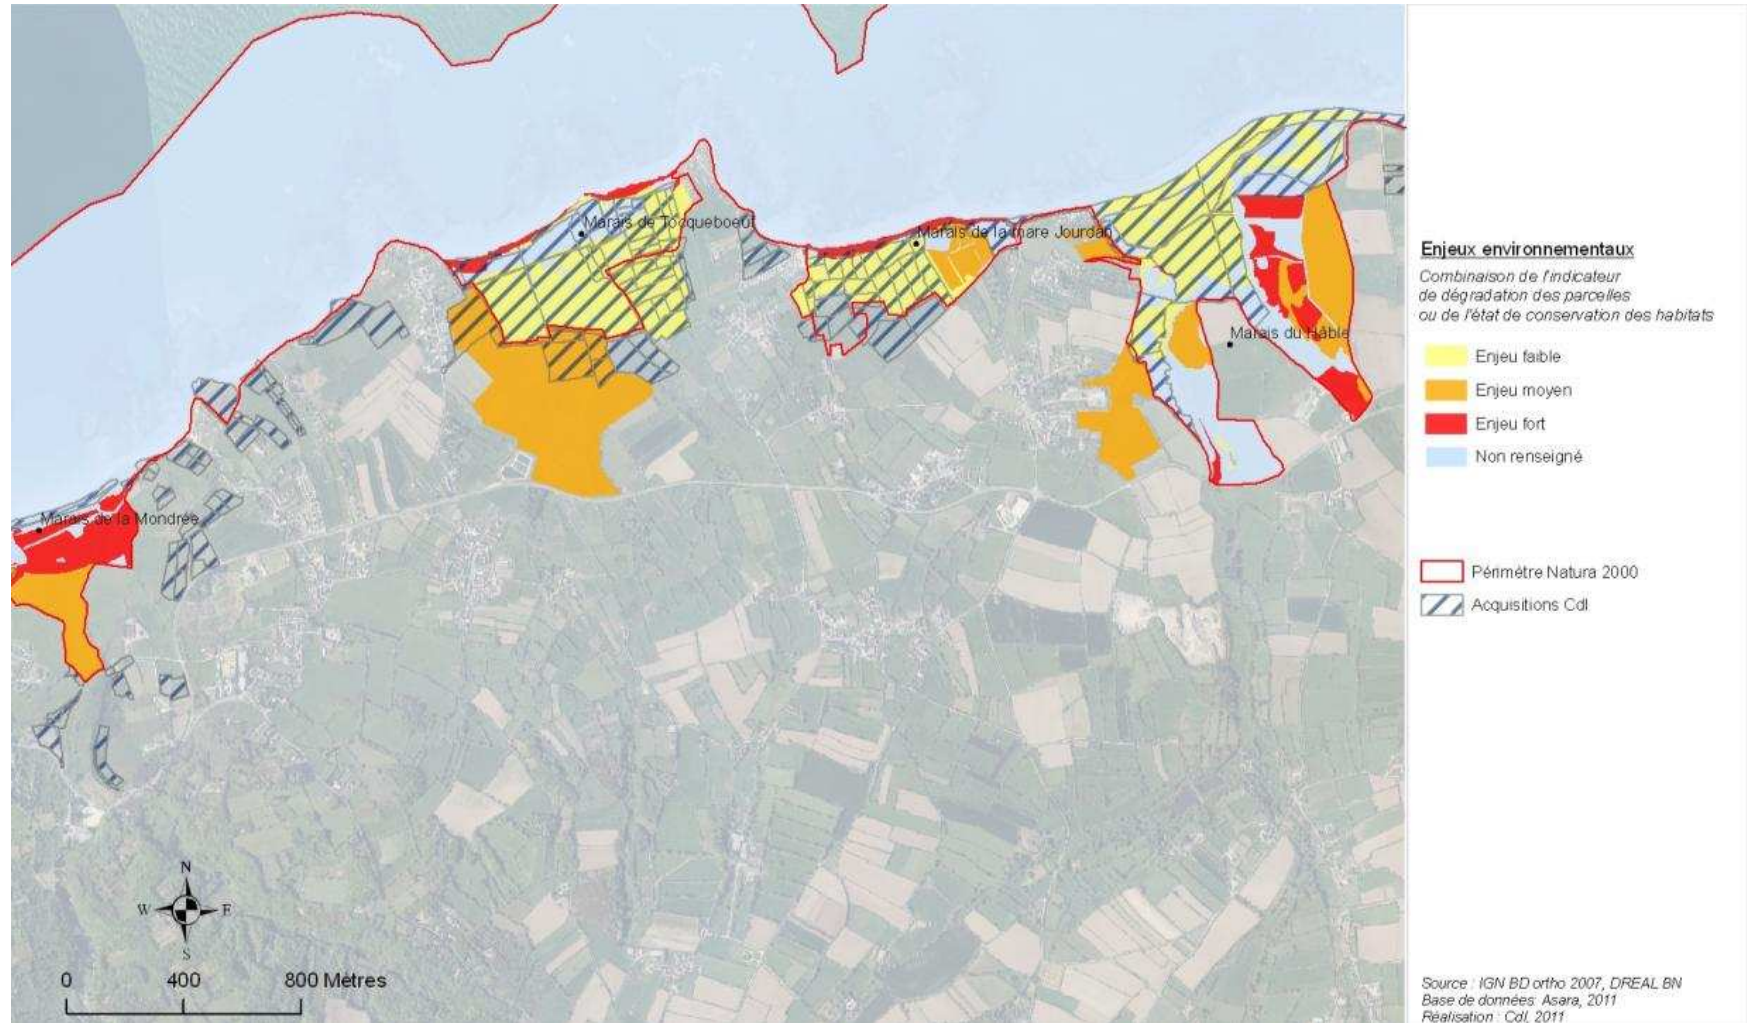 Marais de Tocqueboeuf
Marais de la mare Jourdan
Marais du Hâble
Marais de la Mondrée
N
W
E
S
0 400 800 Mètres
Enjeux environnementaux
Combinaison de l'indicateur
de dégradation des parcelles
ou de l'état de conservation des habitats
Enjeu faible
Enjeu moyen
Enjeu fort
Non renseigné
Périmètre Natura 2000
Acquisitions Cdl
Source : IGN BD ortho 2007, DREAL BN
Base de données: Asara, 2011
Réalisation : Cdl, 2011